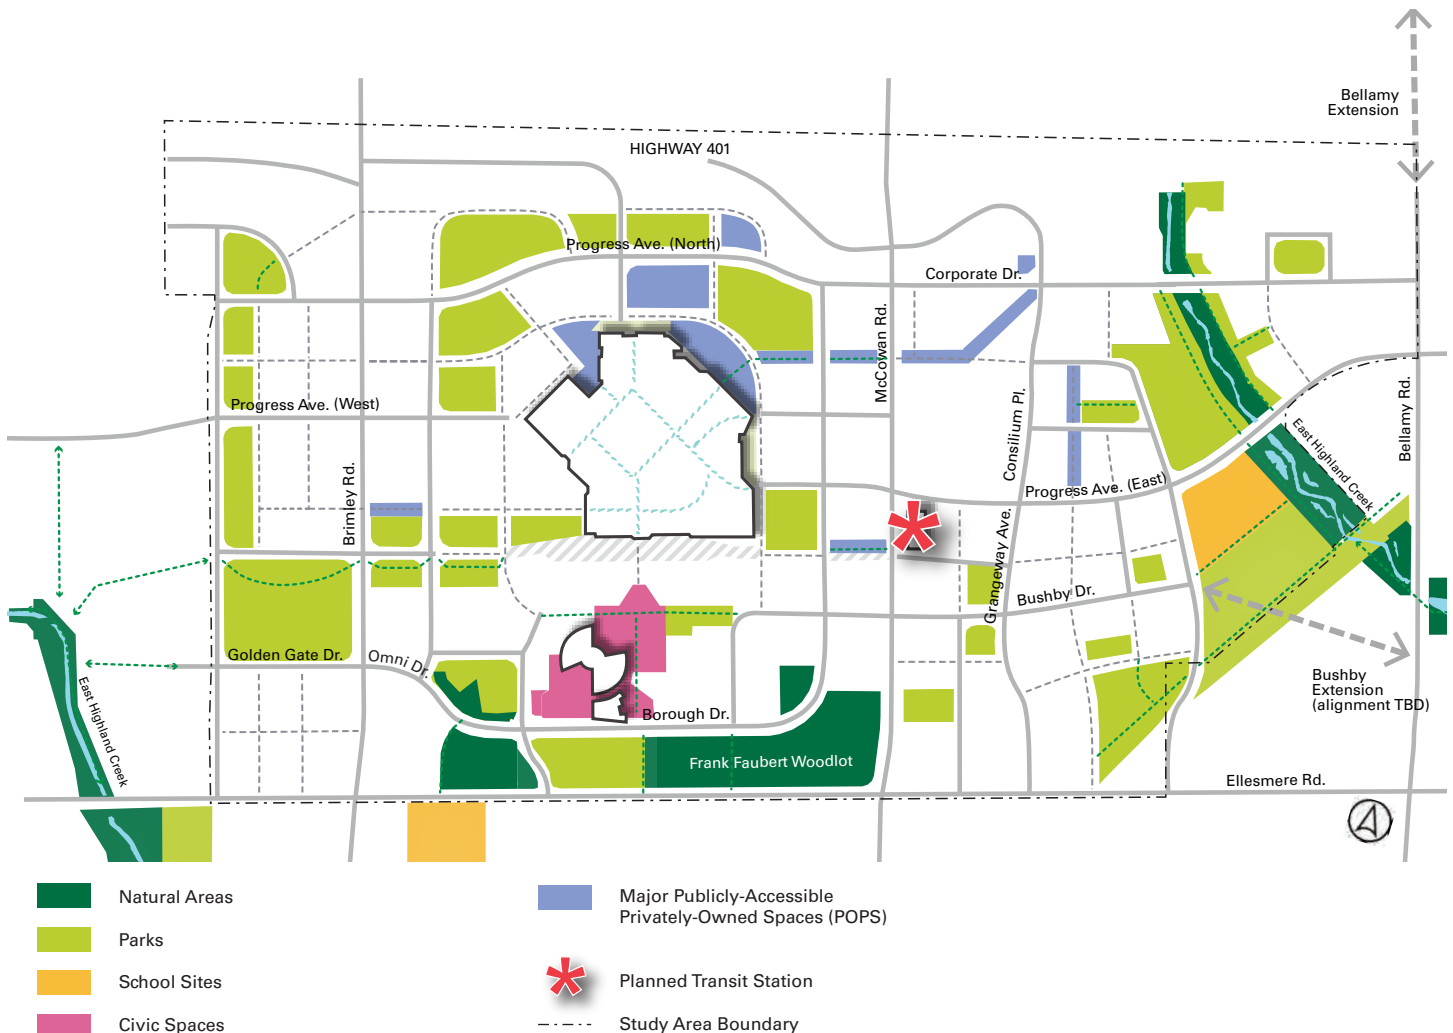 Bellamy
Extension
HIGHWAY 401
Progress Ave. (North)
Corporate Dr.
McCowan Rd.
Progress Ave. (West)
Consilium Pl.
Bellamy Rd.
East Highland Creek
Brimley Rd.
Progress Ave. (East)
Grangeway Ave.
Bushby Dr.
Golden Gate Dr.
Omni Dr.
Bushby
Extension
(alignment TBD)
East Highland Creek
Borough Dr.
Frank Faubert Woodlot
Ellesmere Rd.
Natural Areas
Parks
School Sites
Civic Spaces
Major Publicly-Accessible
Privately-Owned Spaces (POPS)
Planned Transit Station
Study Area Boundary